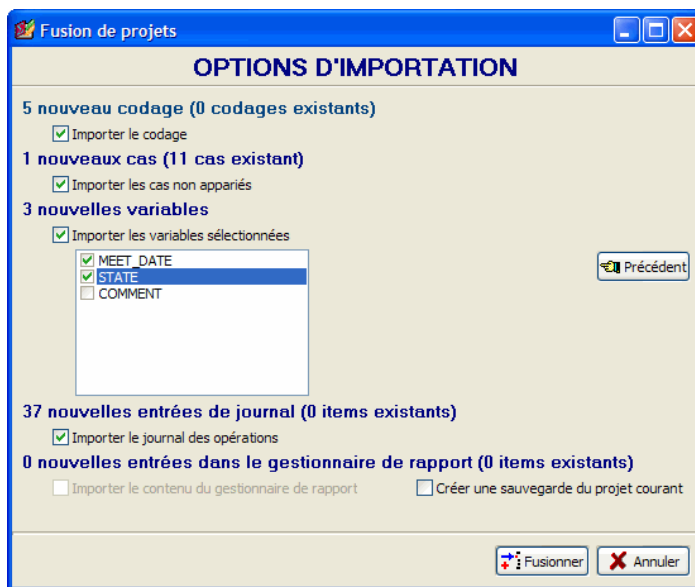 Fusion de projets
OPTIONS D'IMPORTATION
5 nouveau codage (0 codages existants)
Importer le codage
1 nouveaux cas (11 cas existant)
Importer les cas non appariés
3 nouvelles variables
Importer les variables sélectionnées
MEET_DATE
STATE
COMMENT
Précédent
37 nouvelles entrées de journal (0 items existants)
Importer le journal des opérations
0 nouvelles entrées dans le gestionnaire de rapport (0 items existants)
Importer le contenu du gestionnaire de rapport Créer une sauvegarde du projet courant
Fusionner Annuler